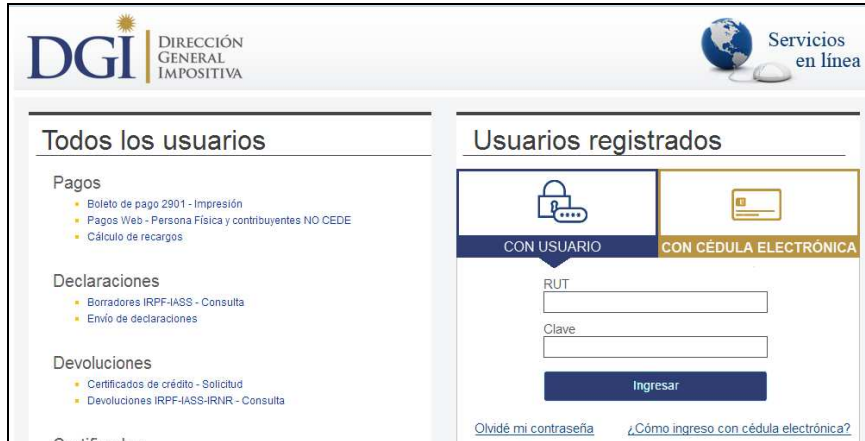 DGI
DIRECCIÓN
GENERAL
IMPOSITIVA
Servicios
en línea
Todos los usuarios
Pagos
Boleto de pago 2901 - Impresión
Pagos Web - Persona Física y contribuyentes NO CEDE
Cálculo de recargos
Declaraciones
Borradores IRPF-IASS - Consulta
Envío de declaraciones
Devoluciones
Certificados de crédito - Solicitud
Devoluciones IRPF-IASS-IRNR - Consulta
Usuarios registrados
CON USUARIO
CON CÉDULA ELECTRÓNICA
RUT
Clave
Ingresar
Olvidé mi contraseña
¿Cómo ingreso con cédula electrónica?